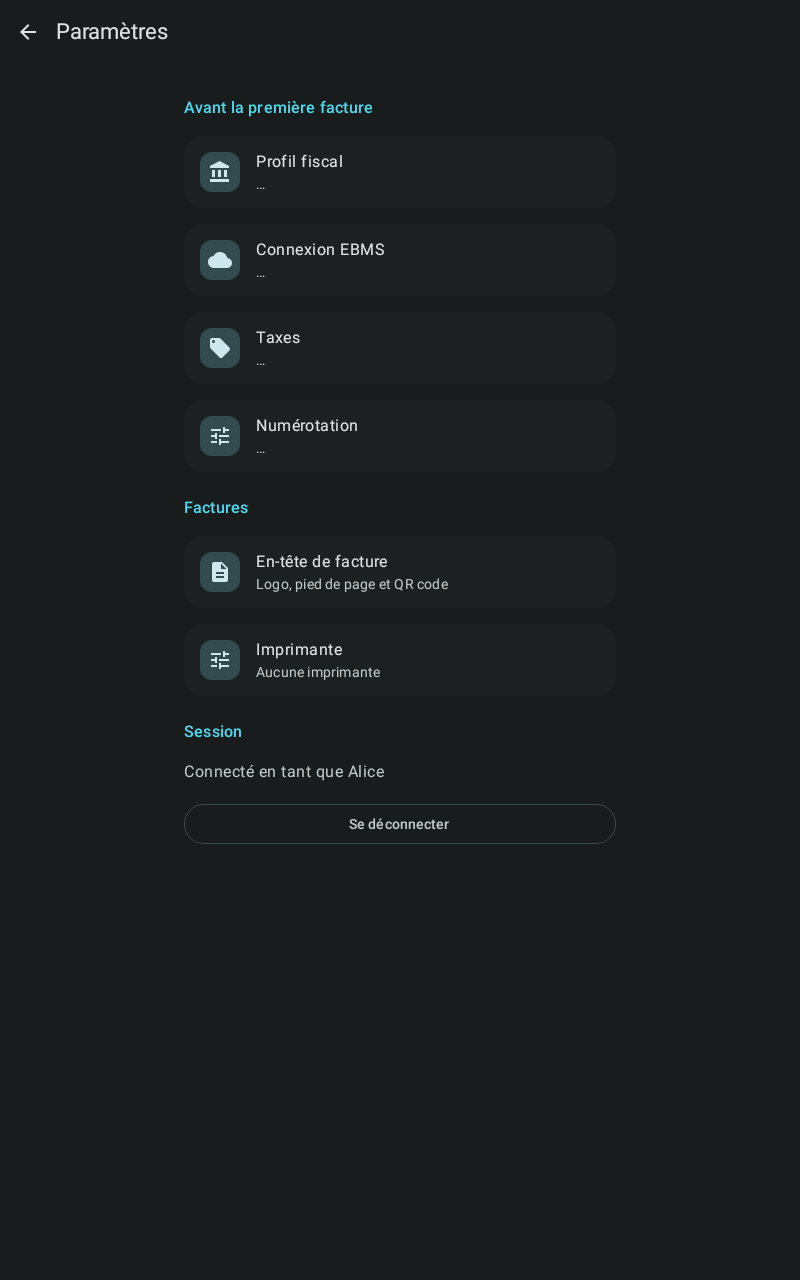 Paramètres
Avant la première facture
Profil fiscal
…
Connexion EBMS
…
Taxes
…
Numérotation
…
Factures
En-tête de facture
Logo, pied de page et QR code
Imprimante
Aucune imprimante
Session
Connecté en tant que Alice
Se déconnecter